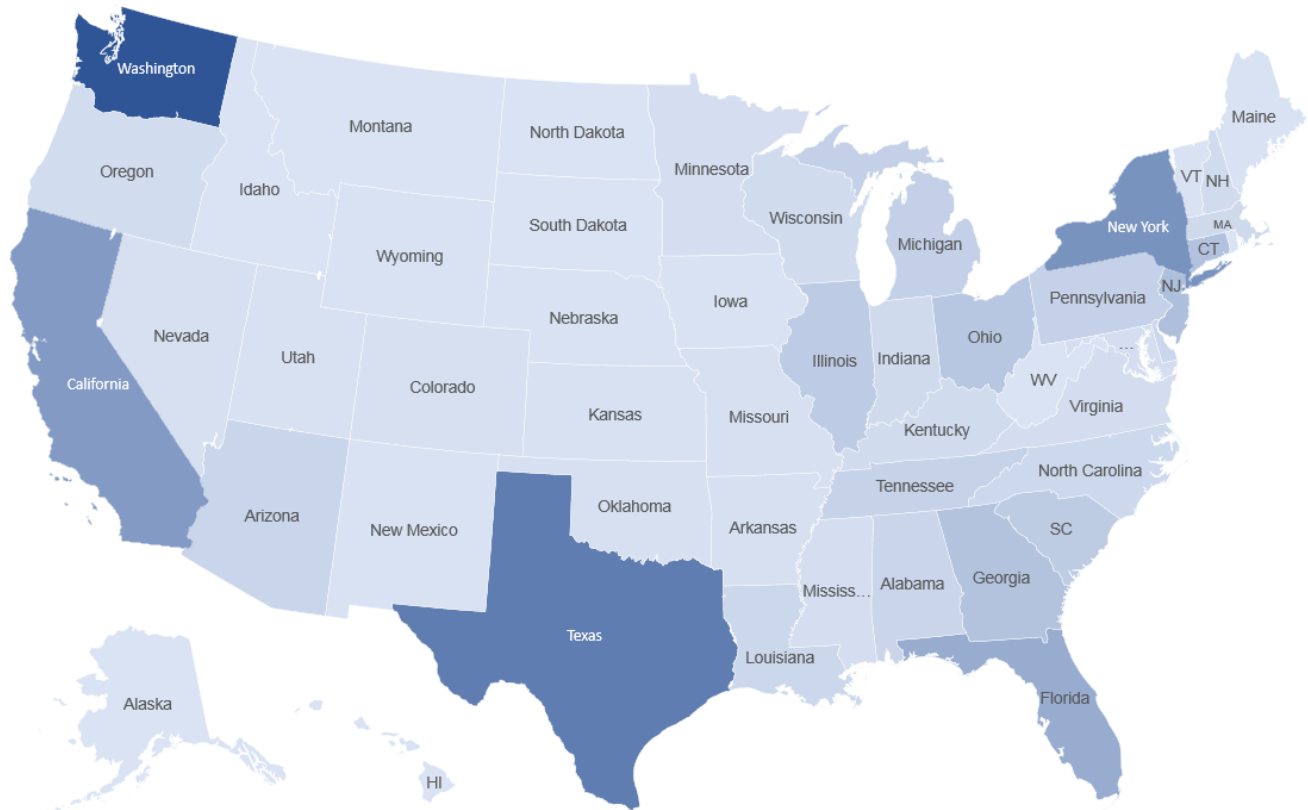 Washington
Montana
North Dakota
Minnesota
Maine
Oregon
Idaho
South Dakota
Wisconsin
Michigan
New York
VT
NH
MA
CT
Wyoming
Iowa
Pennsylvania
NJ
Nevada
Utah
Colorado
Nebraska
Illinois
Indiana
Ohio
...
California
Kansas
Missouri
Kentucky
WV
Virginia
Arizona
New Mexico
Oklahoma
Arkansas
Tennessee
North Carolina
SC
Texas
Mississ...
Alabama
Georgia
Louisiana
Florida
Alaska
HI